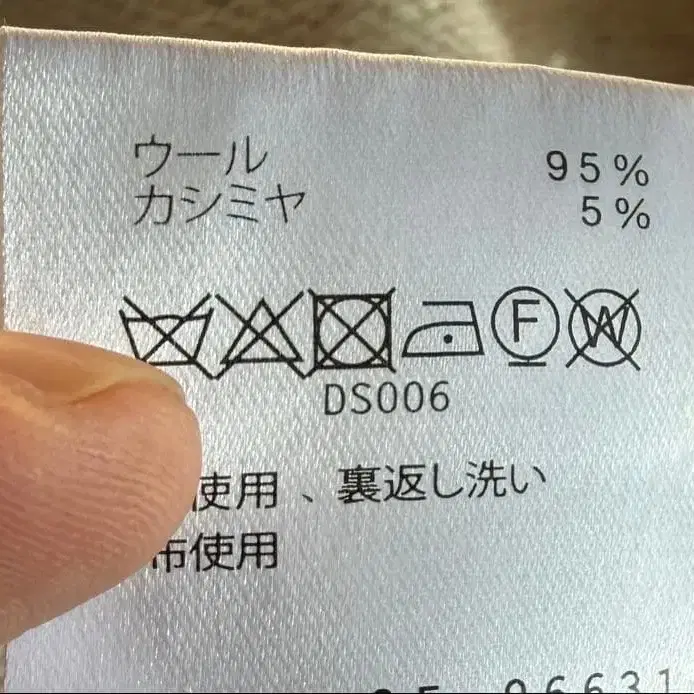 ウール 95%
カシミヤ 5%
F W
DS006
使用、裏返し洗い
布使用